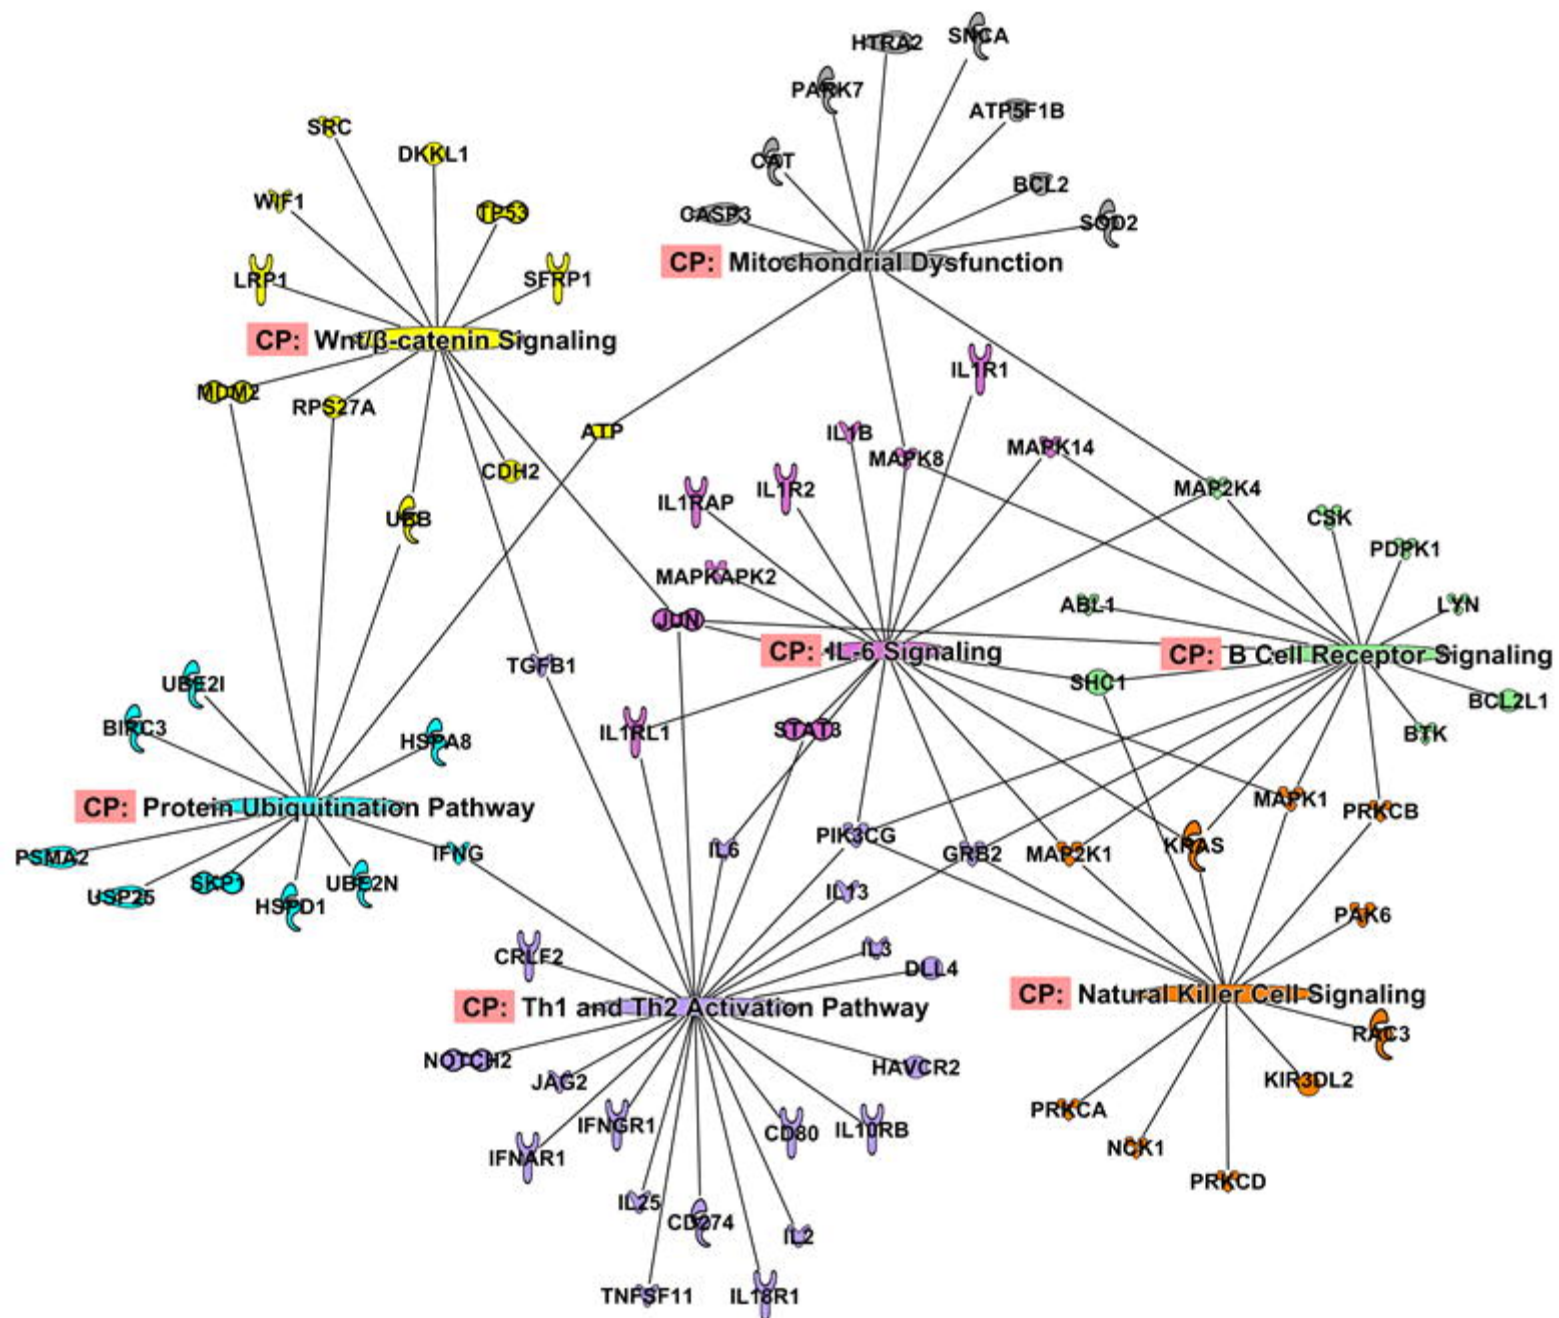 HTRA2
SNCA
PARK7
ATP5F1B
SRC
DKKL1
CAT
BCL2
WIF1
TP53
CASP3
SOD2
CP: Mitochondrial Dysfunction
LRP1
SFRP1
CP: Wnt/β-catenin Signaling
IL1R1
MDM2
RPS27A
ATP
IL1B
MAPK8
MAPK14
CDH2
IL1RAP
IL1R2
MAP2K4
UBB
CSK
PDPK1
MAPKAPK2
ABL1
LYN
JUN
CP: IL-6 Signaling
CP: B Cell Receptor Signaling
TGFB1
SHC1
UBE2I
BCL2L1
BIRC3
HSPA8
IL1RL1
STAT3
BTK
CP: Protein Ubiquitination Pathway
MAPK1
PRKCB
PSMA2
IFNG
IL6
PIK3CG
GRB2
MAP2K1
KRAS
USP25
SKP1
HSPD1
UBE2N
IL13
PAK6
CRLF2
IL3
DLL4
CP: Th1 and Th2 Activation Pathway
CP: Natural Killer Cell Signaling
RAC3
NOTCH2
JAG2
HAVCR2
KIR3DL2
PRKCA
IFNGR1
CD80
IL10RB
NCK1
IFNAR1
PRKCD
IL25
CD274
IL2
TNFSF11
IL18R1